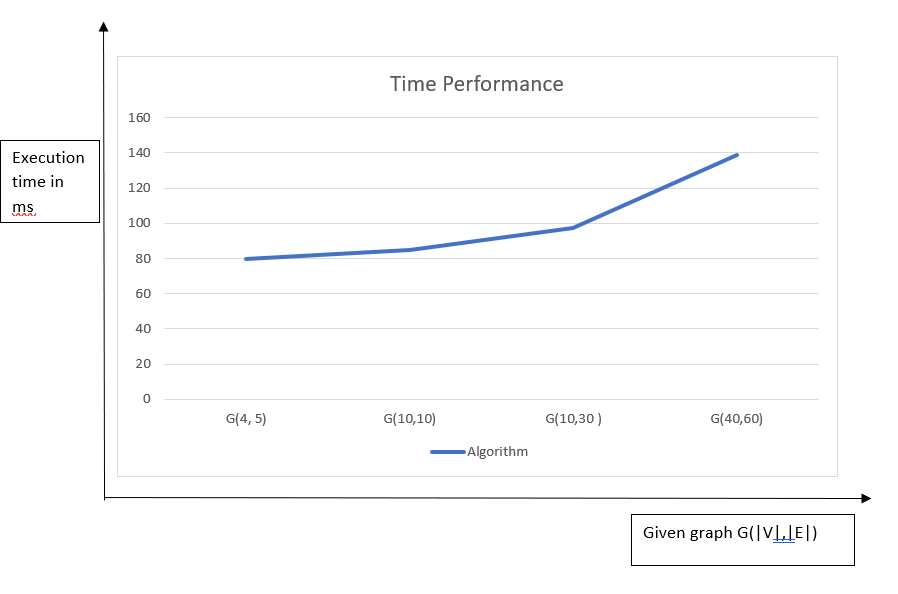 Time Performance
160
140
Execution
time in
ms
120
100
80
60
40
20
0
G(4, 5)
G(10,10)
G(10,30 )
G(40,60)
Algorithm
Given graph G(|V|,|E|)